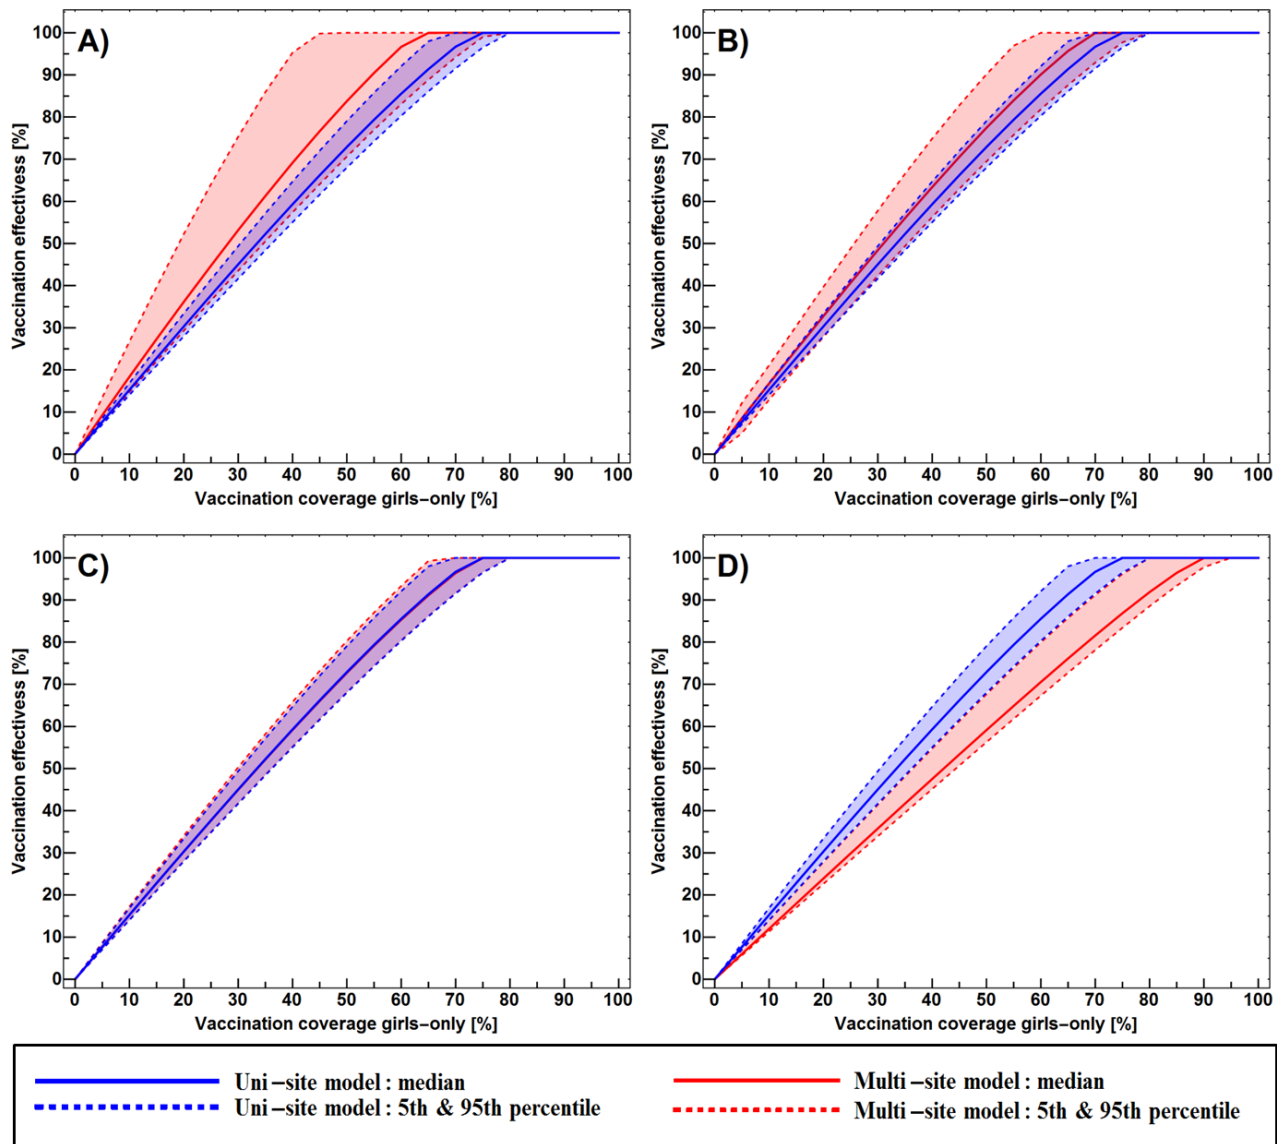 A)
Vaccination effectivess [%]
100
90
80
70
60
50
40
30
20
10
0
0 10 20 30 40 50 60 70 80 90 100
Vaccination coverage girls-only [%]
B)
Vaccination effectivess [%]
100
90
80
70
60
50
40
30
20
10
0
0 10 20 30 40 50 60 70 80 90 100
Vaccination coverage girls-only [%]
C)
Vaccination effectivess [%]
100
90
80
70
60
50
40
30
20
10
0
0 10 20 30 40 50 60 70 80 90 100
Vaccination coverage girls-only [%]
D)
Vaccination effectivess [%]
100
90
80
70
60
50
40
30
20
10
0
0 10 20 30 40 50 60 70 80 90 100
Vaccination coverage girls-only [%]
Uni-site model: median
Uni-site model: 5th & 95th percentile
Multi-site model: median
Multi-site model: 5th & 95th percentile